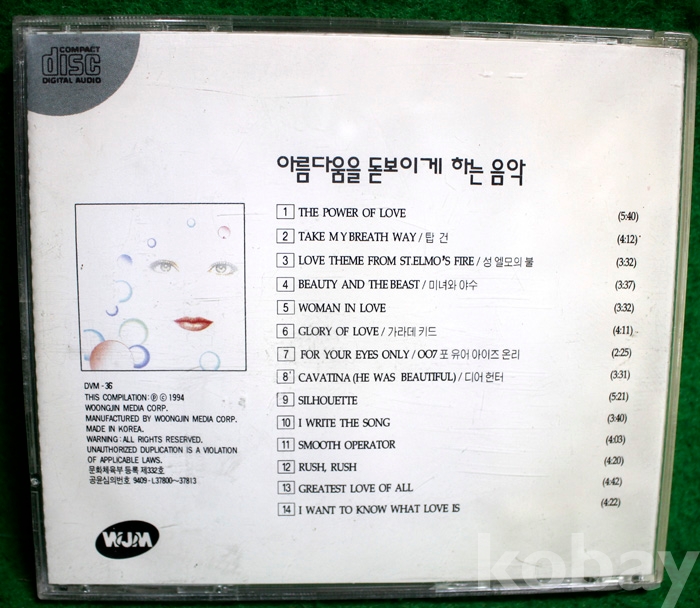 COMPACT
disc
DIGITAL AUDIO
아름다움을 돋보이게 하는 음악
1 THE POWER OF LOVE (5:40)
2 TAKE MY BREATH WAY / 탑 건 (4:12)
3 LOVE THEME FROM ST.ELMO'S FIRE / 성 엘모의 불 (3:32)
4 BEAUTY AND THE BEAST / 미녀와 야수 (3:37)
5 WOMAN IN LOVE (3:32)
6 GLORY OF LOVE / 가라데 키드 (4:11)
7 FOR YOUR EYES ONLY / 007 포 유어 아이즈 온리 (2:25)
8 CAVATINA (HE WAS BEAUTIFUL) / 디어 헌터 (3:31)
9 SILHOUETTE (5:21)
10 I WRITE THE SONG (3:40)
11 SMOOTH OPERATOR (4:03)
12 RUSH, RUSH (4:20)
13 GREATEST LOVE OF ALL (4:42)
14 I WANT TO KNOW WHAT LOVE IS (4:22)
DVM - 36
THIS COMPILATION : ℗ © 1994
WOONGJIN MEDIA CORP.
MANUFACTURED BY WOONGJIN MEDIA CORP.
MADE IN KOREA.
WARNING : ALL RIGHTS RESERVED.
UNAUTHORIZED DUPLICATION IS A VIOLATION
OF APPLICABLE LAWS.
문화체육부 등록 제332호
공윤심의번호 9409 - L37800~37813
WJM
kobay